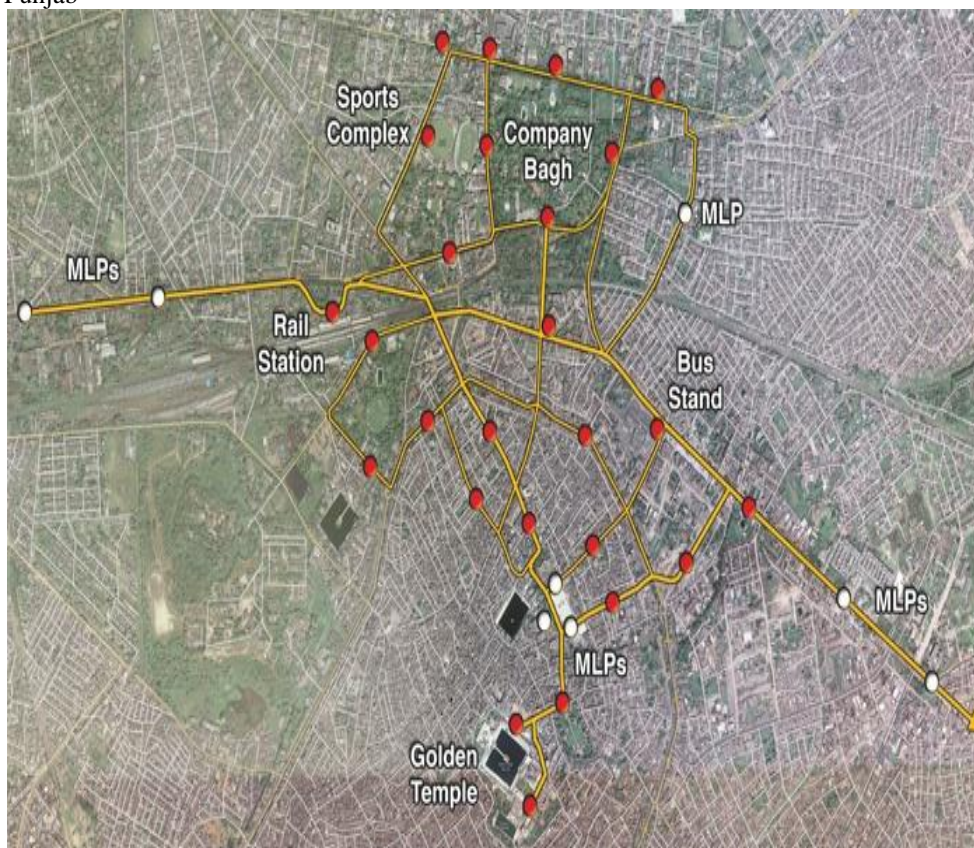 Punjab
Sports
Complex
Company
Bagh
MLP
MLPs
Rail
Station
Bus
Stand
MLPs
MLPs
Golden
Temple